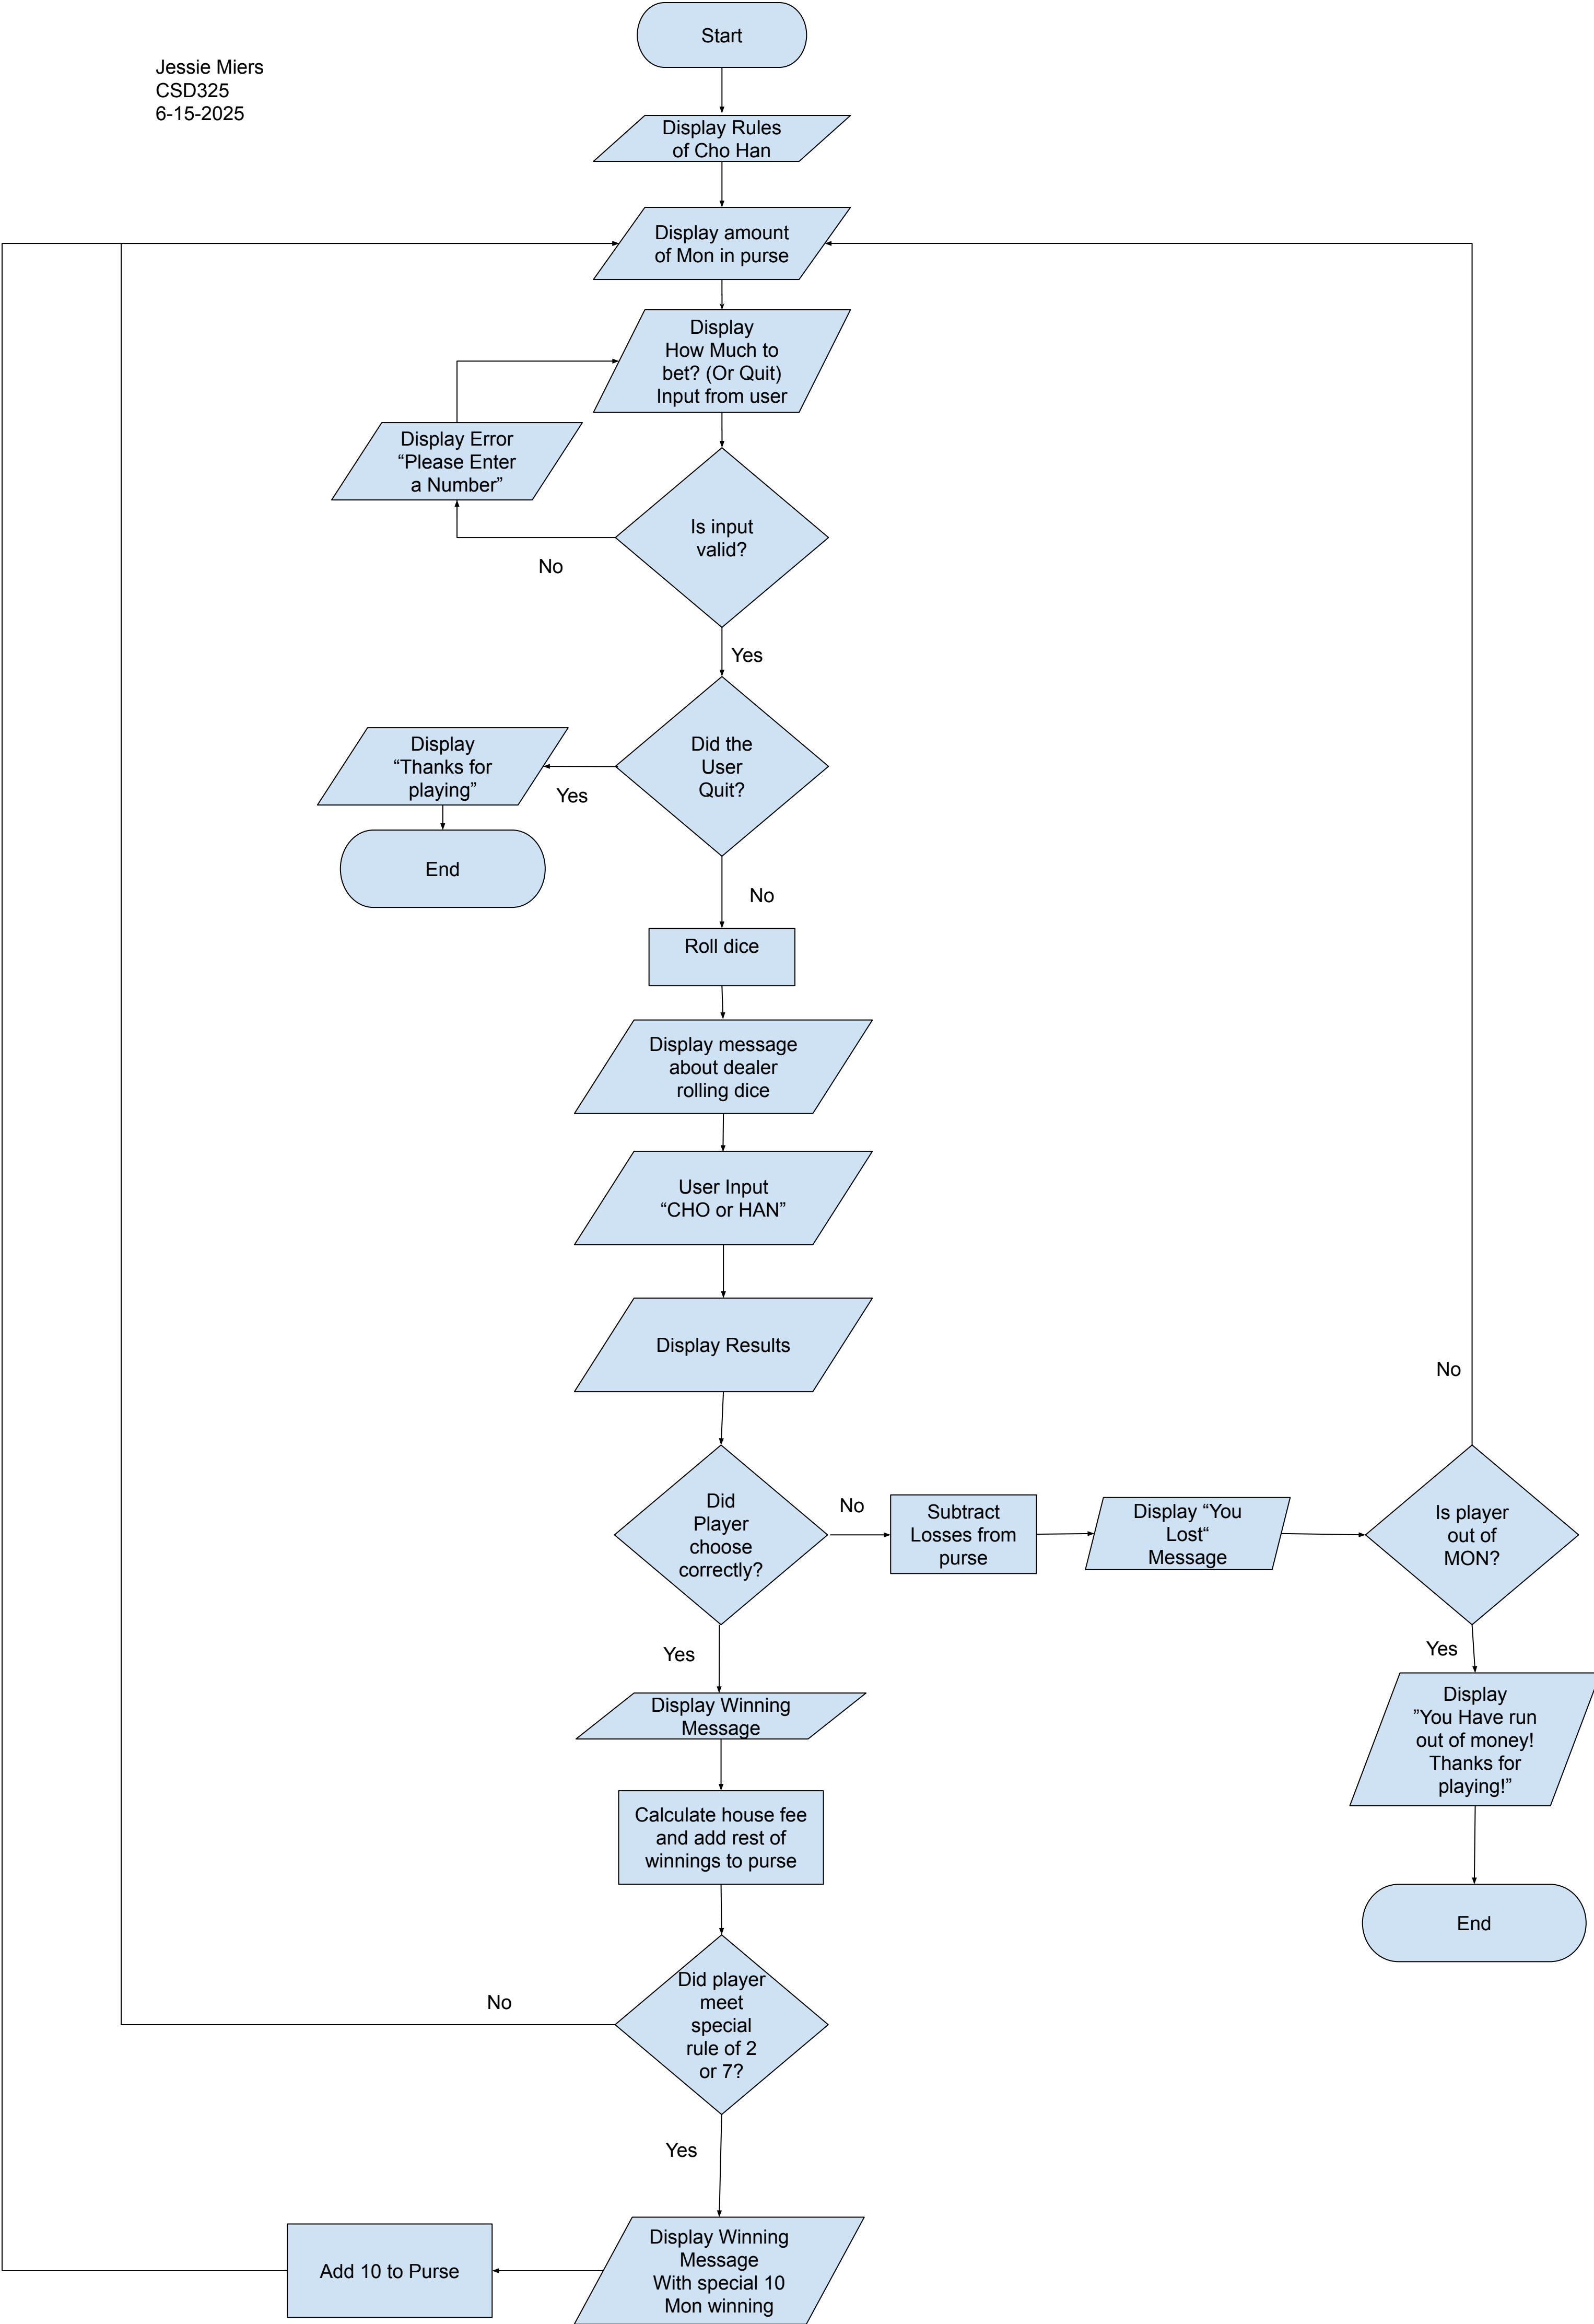 Start
Jessie Miers
CSD325
6-15-2025
Display Rules
of Cho Han
Display amount
of Mon in purse
Display
How Much to
bet? (Or Quit)
Input from user
Display Error
“Please Enter
a Number”
Is input
valid?
No
Yes
Did the
User
Quit?
Display
“Thanks for
playing”
Yes
End
No
Roll dice
Display message
about dealer
rolling dice
User Input
“CHO or HAN”
Display Results
Did
Player
choose
correctly?
No
Subtract
Losses from
purse
Display “You
Lost“
Message
Is player
out of
MON?
No
Yes
Display
”You Have run
out of money!
Thanks for
playing!”
End
Yes
Display Winning
Message
Calculate house fee
and add rest of
winnings to purse
Did player
meet
special
rule of 2
or 7?
No
Yes
Display Winning
Message
With special 10
Mon winning
Add 10 to Purse